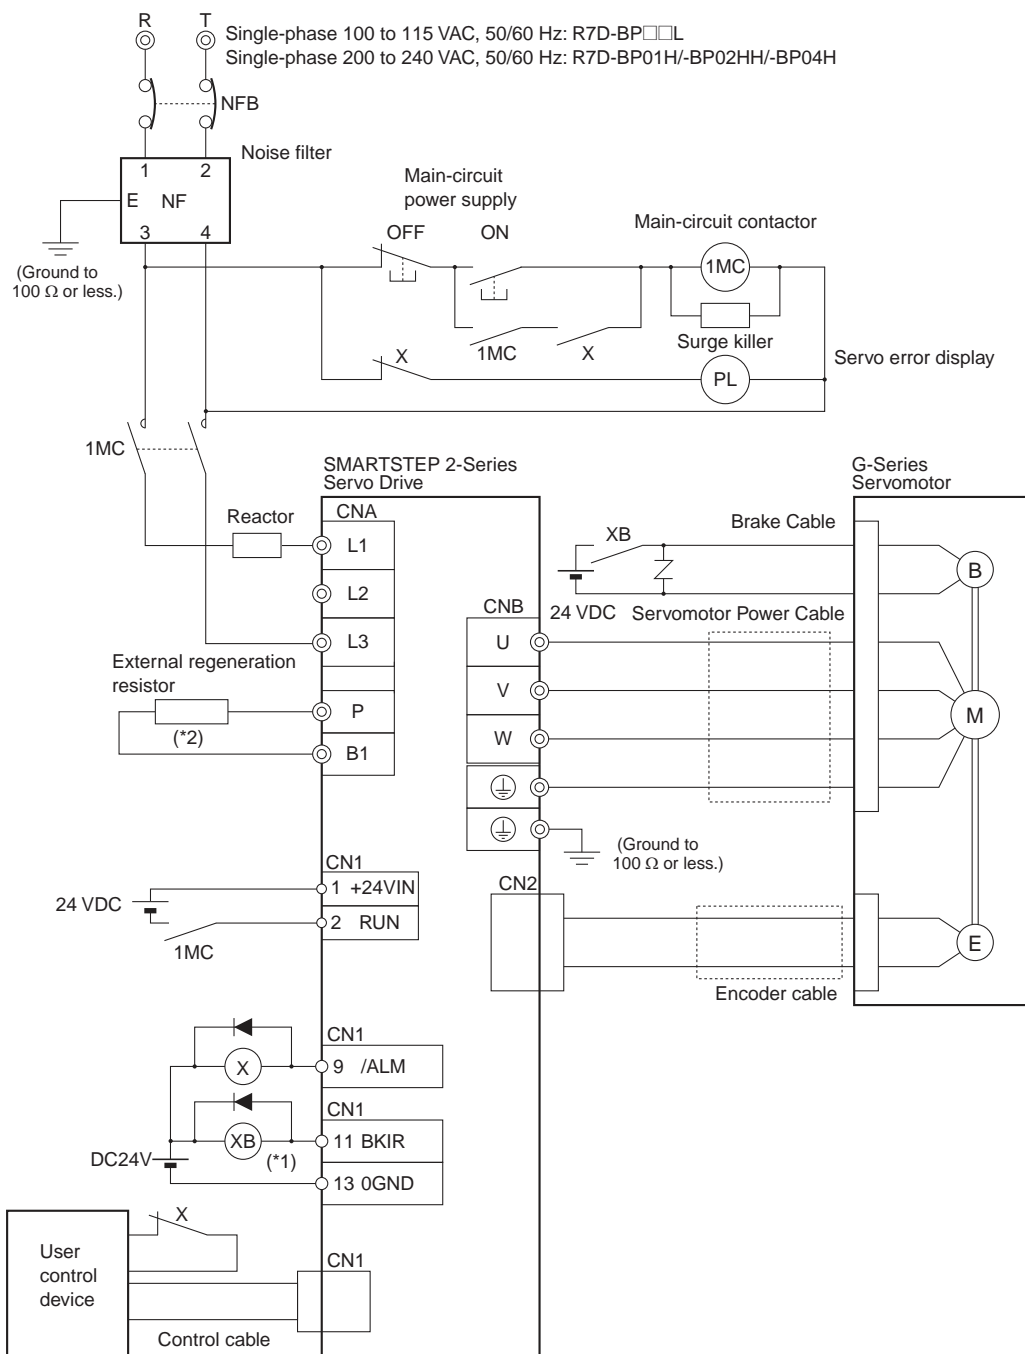 R T
Single-phase 100 to 115 VAC, 50/60 Hz: R7D-BP□□L
Single-phase 200 to 240 VAC, 50/60 Hz: R7D-BP01H/-BP02HH/-BP04H
NFB
Noise filter
1 2
E NF
3 4
(Ground to
100 Ω or less.)
Main-circuit
power supply
OFF ON
Main-circuit contactor
1MC
Surge killer
1MC X
X
PL
Servo error display
1MC
SMARTSTEP 2-Series
Servo Drive
G-Series
Servomotor
Reactor
CNA
L1
L2
L3
External regeneration
resistor
(*2)
P
B1
XB
Brake Cable
24 VDC
B
Servomotor Power Cable
CNB
U
V
W
M
(Ground to
100 Ω or less.)
CN1
1 +24VIN
2 RUN
24 VDC
1MC
CN2
E
Encoder cable
CN1
X
9 /ALM
CN1
XB
(*1)
11 BKIR
DC24V
13 0GND
X
User
control
device
CN1
Control cable